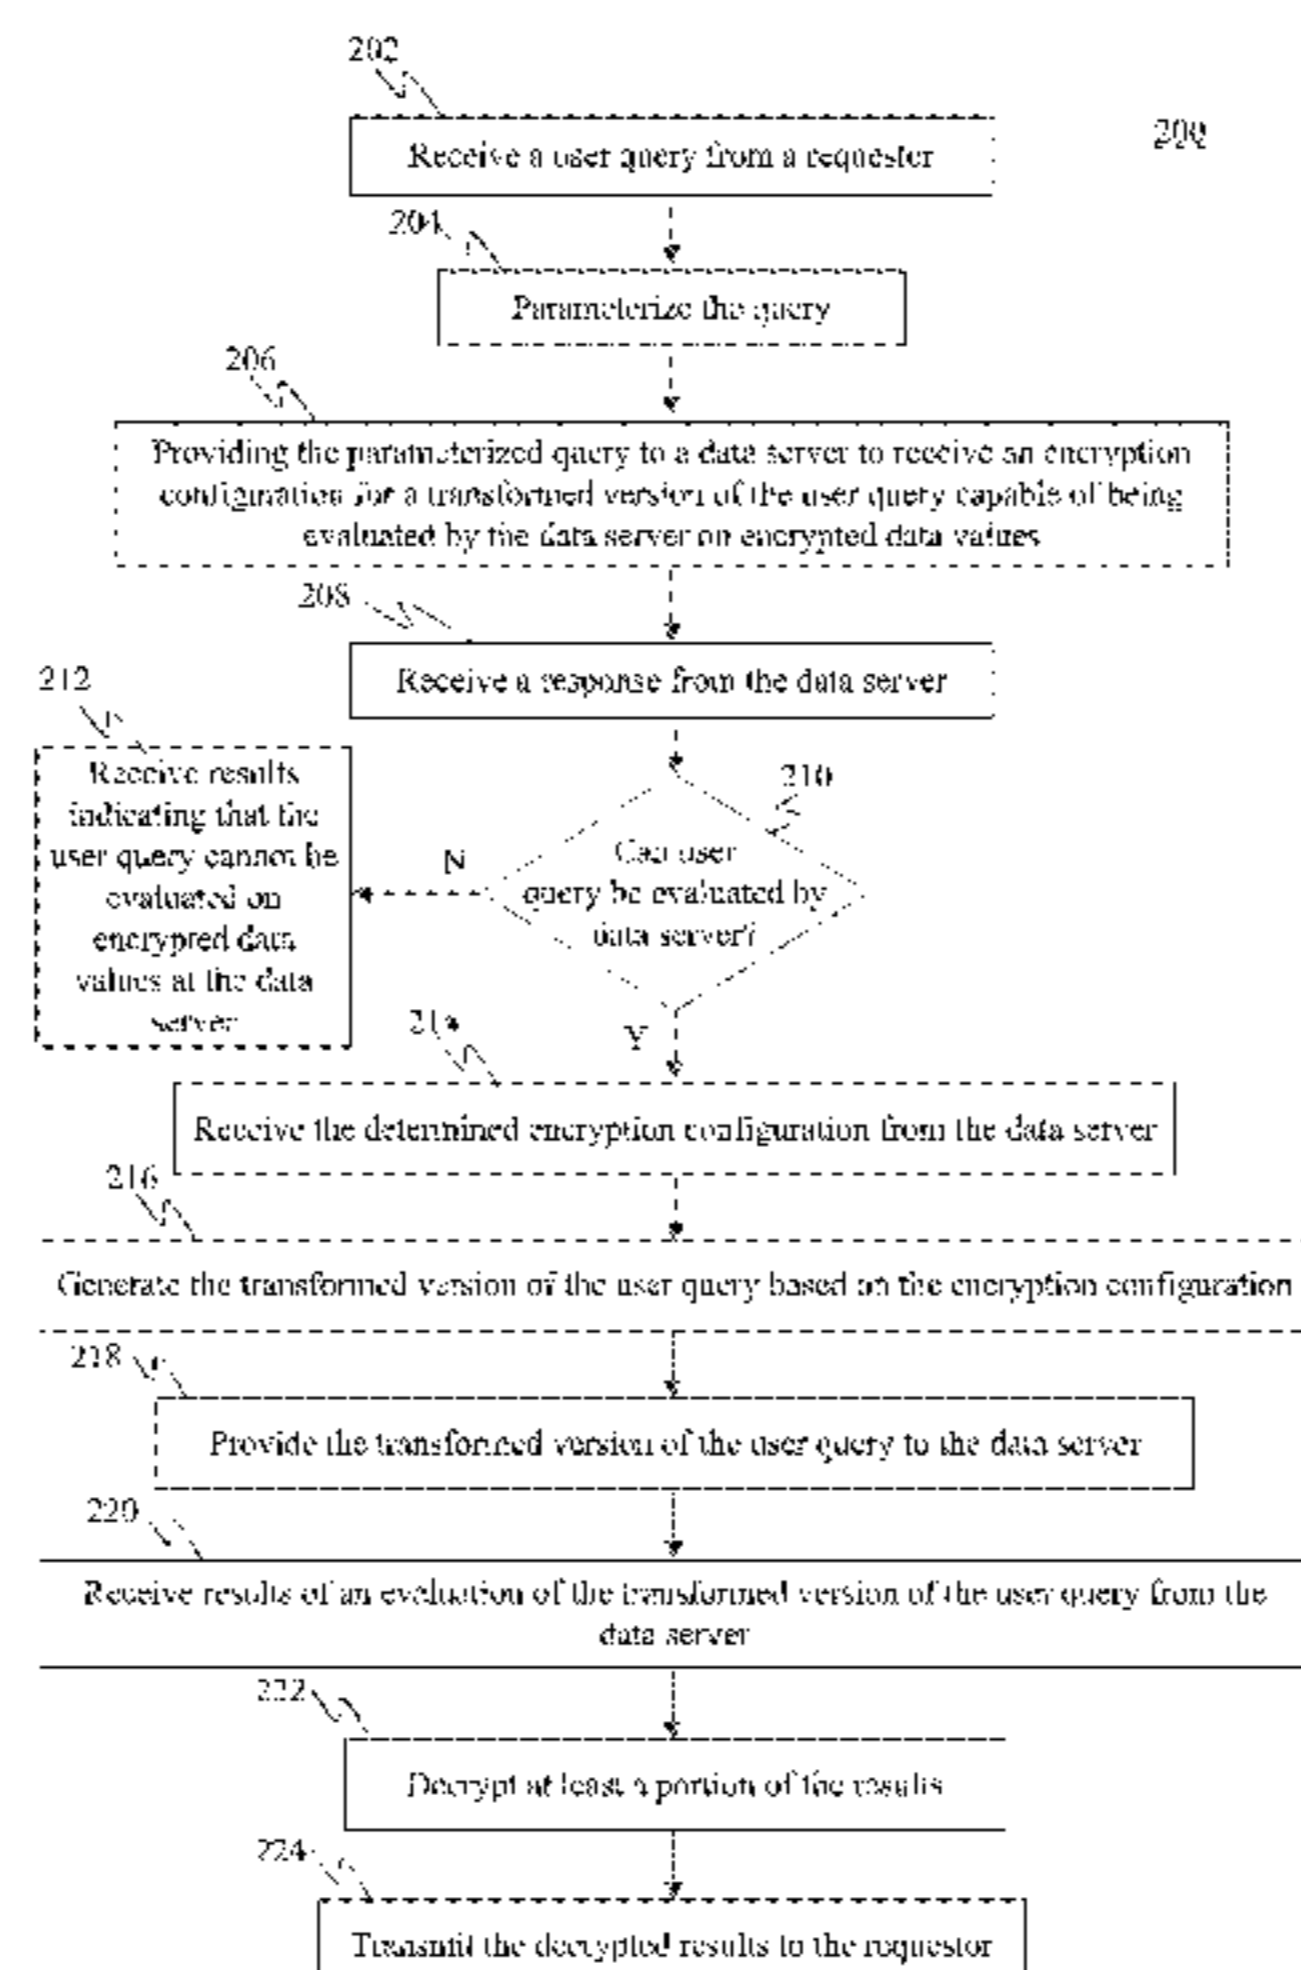 202
200
Receive a user query from a requestor
204
Parameterize the query
206
Providing the parameterized query to a data server to receive an encryption
configuration for a transformed version of the user query capable of being
evaluated by the data server on encrypted data values
208
Receive a response from the data server
212
Receive results
indicating that the
user query cannot be
evaluated on
encrypted data
values at the data
server
210
Can user
query be evaluated by
data server?
N
Y
214
Receive the determined encryption configuration from the data server
216
Generate the transformed version of the user query based on the encryption configuration
218
Provide the transformed version of the user query to the data server
220
Receive results of an evaluation of the transformed version of the user query from the
data server
222
Decrypt at least a portion of the results
224
Transmit the decrypted results to the requestor